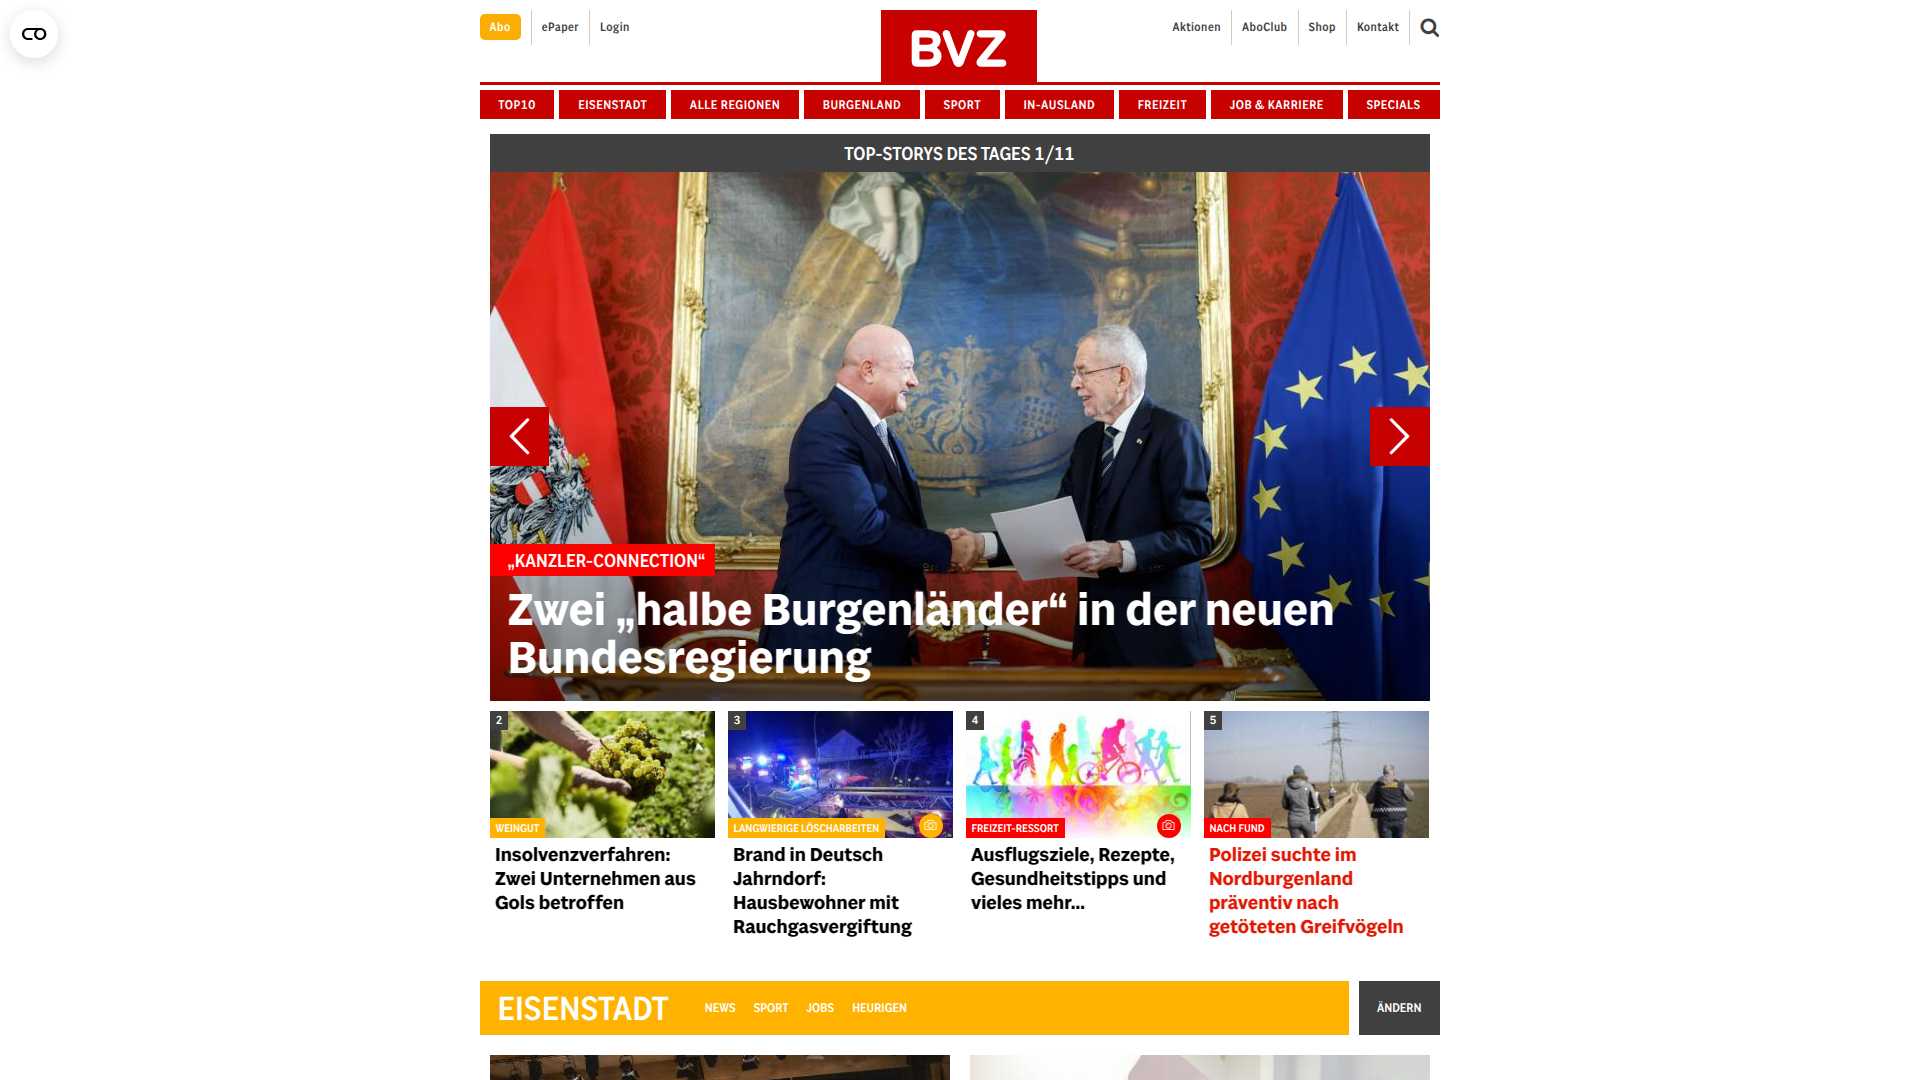 Abo
ePaper
Login
BVZ
Aktionen
AboClub
Shop
Kontakt
TOP10
EISENSTADT
ALLE REGIONEN
BURGENLAND
SPORT
IN-AUSLAND
FREIZEIT
JOB & KARRIERE
SPECIALS
TOP-STORYS DES TAGES 1/11
„KANZLER-CONNECTION“
Zwei „halbe Burgenländer“ in der neuen
Bundesregierung
2
WEINGUT
Insolvenzverfahren:
Zwei Unternehmen aus
Gols betroffen
3
LANGWIERIGE LÖSCHARBEITEN
Brand in Deutsch
Jahrndorf:
Hausbewohner mit
Rauchgasvergiftung
4
FREIZEIT-RESSORT
Ausflugsziele, Rezepte,
Gesundheitstipps und
vieles mehr...
5
NACH FUND
Polizei suchte im
Nordburgenland
präventiv nach
getöteten Greifvögeln
EISENSTADT
NEWS
SPORT
JOBS
HEURIGEN
ÄNDERN